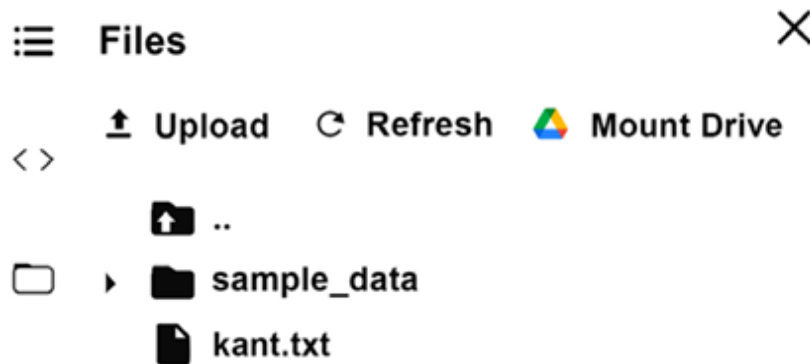 Files
Upload Refresh Mount Drive
..
sample_data
kant.txt